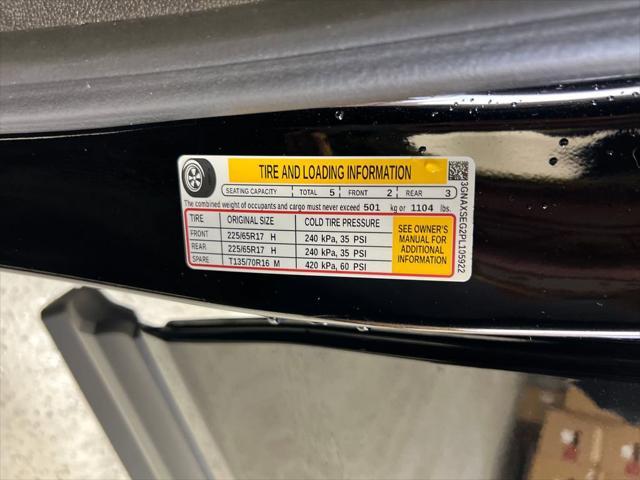 TIRE AND LOADING INFORMATION
SEATING CAPACITY TOTAL 5 FRONT 2 REAR 3
The combined weight of occupants and cargo must never exceed 501 kg or 1104 lbs.
TIRE ORIGINAL SIZE COLD TIRE PRESSURE
FRONT 225/65R17 H 240 kPa, 35 PSI
REAR 225/65R17 H 240 kPa, 35 PSI
SPARE T135/70R16 M 420 kPa, 60 PSI
SEE OWNER'S
MANUAL FOR
ADDITIONAL
INFORMATION
3GNAXSEG2PL105922